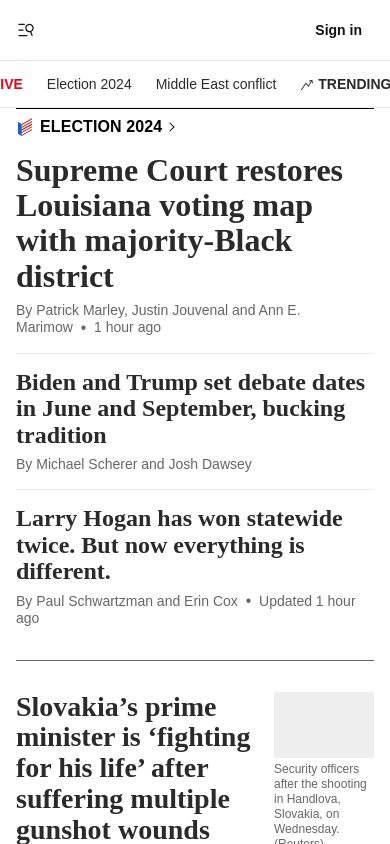 Sign in
IVE
Election 2024
Middle East conflict
TRENDING
ELECTION 2024
Supreme Court restores
Louisiana voting map
with majority-Black
district
By Patrick Marley, Justin Jouvenal and Ann E.
Marimow • 1 hour ago
Biden and Trump set debate dates
in June and September, bucking
tradition
By Michael Scherer and Josh Dawsey
Larry Hogan has won statewide
twice. But now everything is
different.
By Paul Schwartzman and Erin Cox • Updated 1 hour
ago
Slovakia’s prime
minister is ‘fighting
for his life’ after
suffering multiple
gunshot wounds
Security officers
after the shooting
in Handlova,
Slovakia, on
Wednesday.
(Reuters)